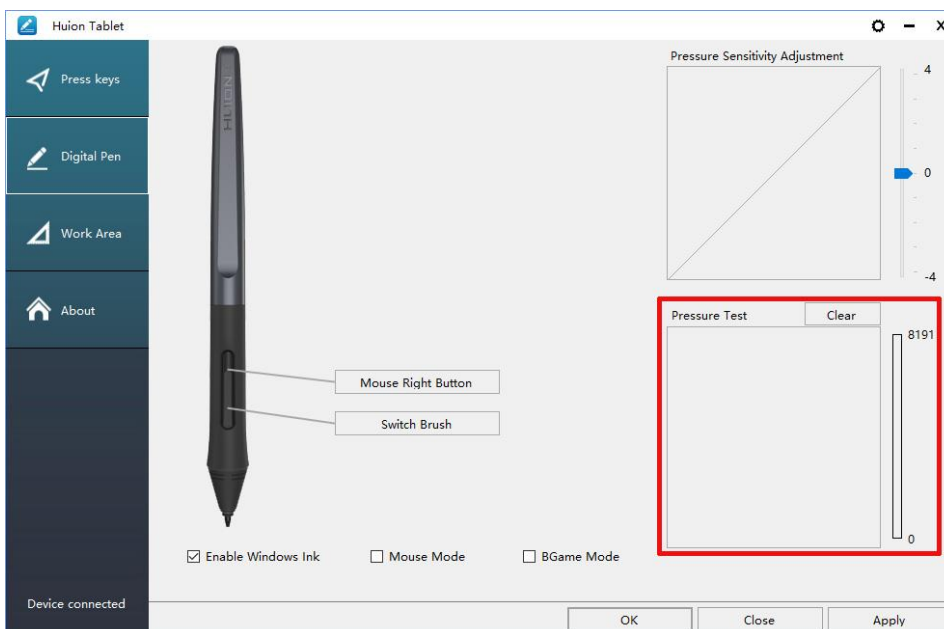 Huion Tablet
Press keys
Digital Pen
Work Area
About
Device connected
HUION
Mouse Right Button
Switch Brush
Enable Windows Ink
Mouse Mode
BGame Mode
Pressure Sensitivity Adjustment
4
0
-4
Pressure Test
Clear
8191
0
OK
Close
Apply